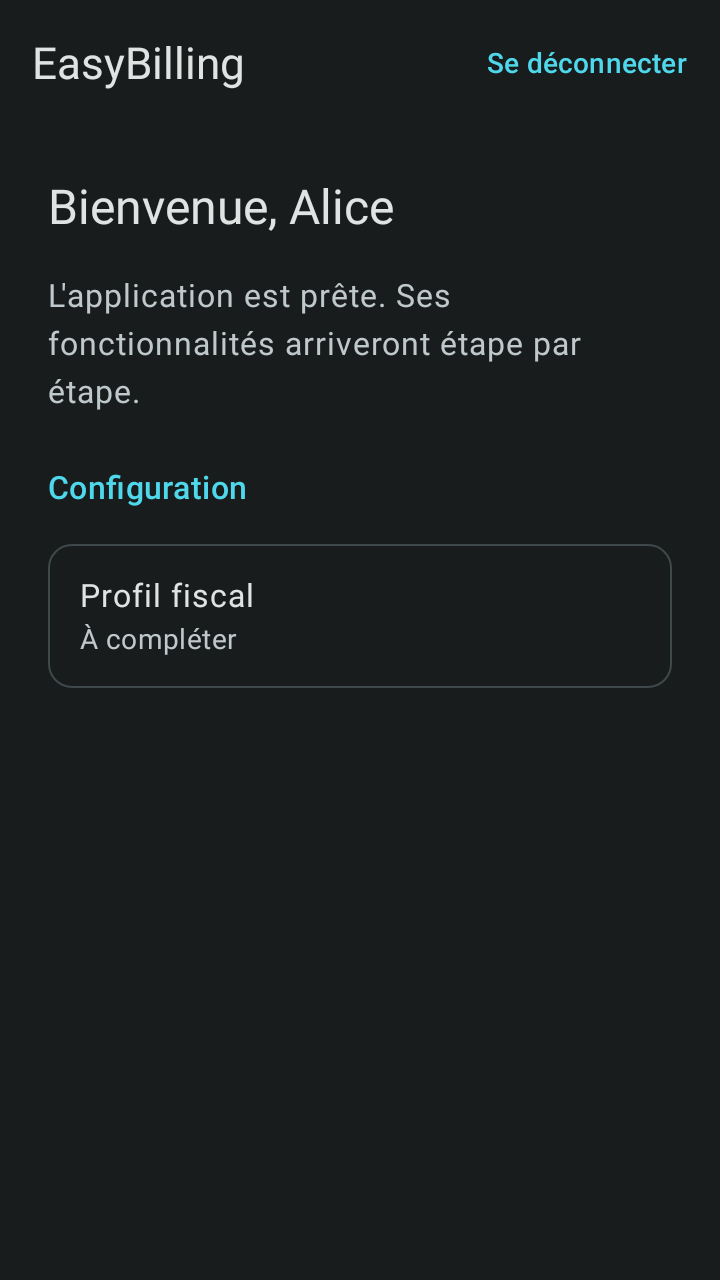 EasyBilling
Se déconnecter
Bienvenue, Alice
L'application est prête. Ses
fonctionnalités arriveront étape par
étape.
Configuration
Profil fiscal
À compléter